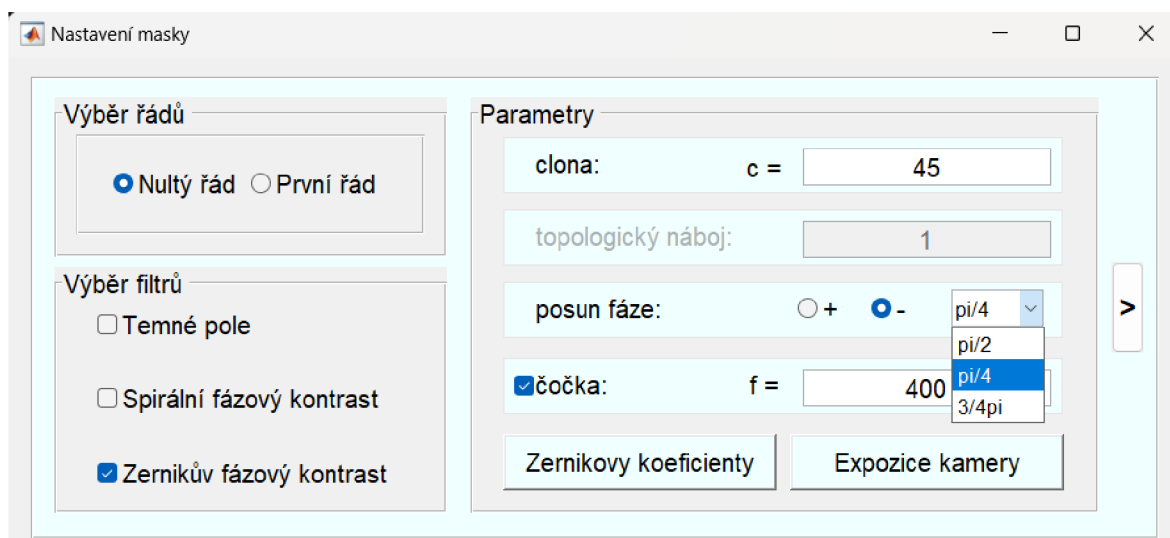 Nastavení masky
Výběr řádů
Nultý řád První řád
Výběr filtrů
Temné pole
Spirální fázový kontrast
Zernikův fázový kontrast
Parametry
clona: c = 45
topologický náboj: 1
posun fáze: + - pi/4
pi/2
pi/4
3/4pi
čočka: f = 400
Zernikovy koeficienty Expozice kamery
>